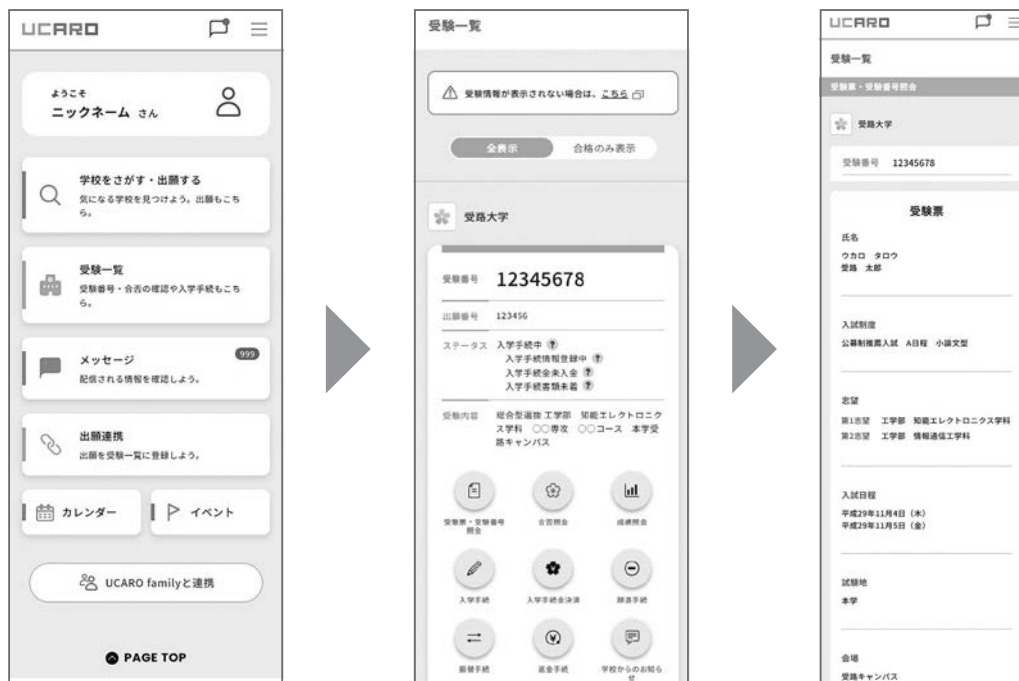 UCARO
ようこそ
ニックネーム さん
学校をさがす・出願する
気になる学校を見つけよう。出願もこち
ら。
受験一覧
受験番号・合否の確認や入学手続もこち
ら。
メッセージ
999
配信される情報を確認しよう。
出願連携
出願を受験一覧に登録しよう。
カレンダー
イベント
UCARO familyと連携
PAGE TOP
受験一覧
受験情報が表示されない場合は、こちら
全表示
合格のみ表示
受路大学
受験番号 12345678
出願番号 123456
ステータス 入学手続中 ?
入学手続情報登録中 ?
入学手続金未入金 ?
入学手続書類未着 ?
受験内容 総合型選抜 工学部 知能エレクトロニク
ス学科 〇〇専攻 〇〇コース 本学受
路キャンパス
受験票・受験番号
照会
合否照会
成績照会
入学手続
入学手続金決済
辞退手続
振替手続
返金手続
学校からのお知ら
せ
UCARO
受験一覧
受験票・受験番号照会
受路大学
受験番号 12345678
受験票
氏名
ウカロ タロウ
受路 太郎
入試制度
公募制推薦入試 A日程 小論文型
志望
第1志望 工学部 知能エレクトロニクス学科
第2志望 工学部 情報通信工学科
入試日程
平成29年11月4日（木）
平成29年11月5日（金）
試験地
本学
会場
受路キャンパス